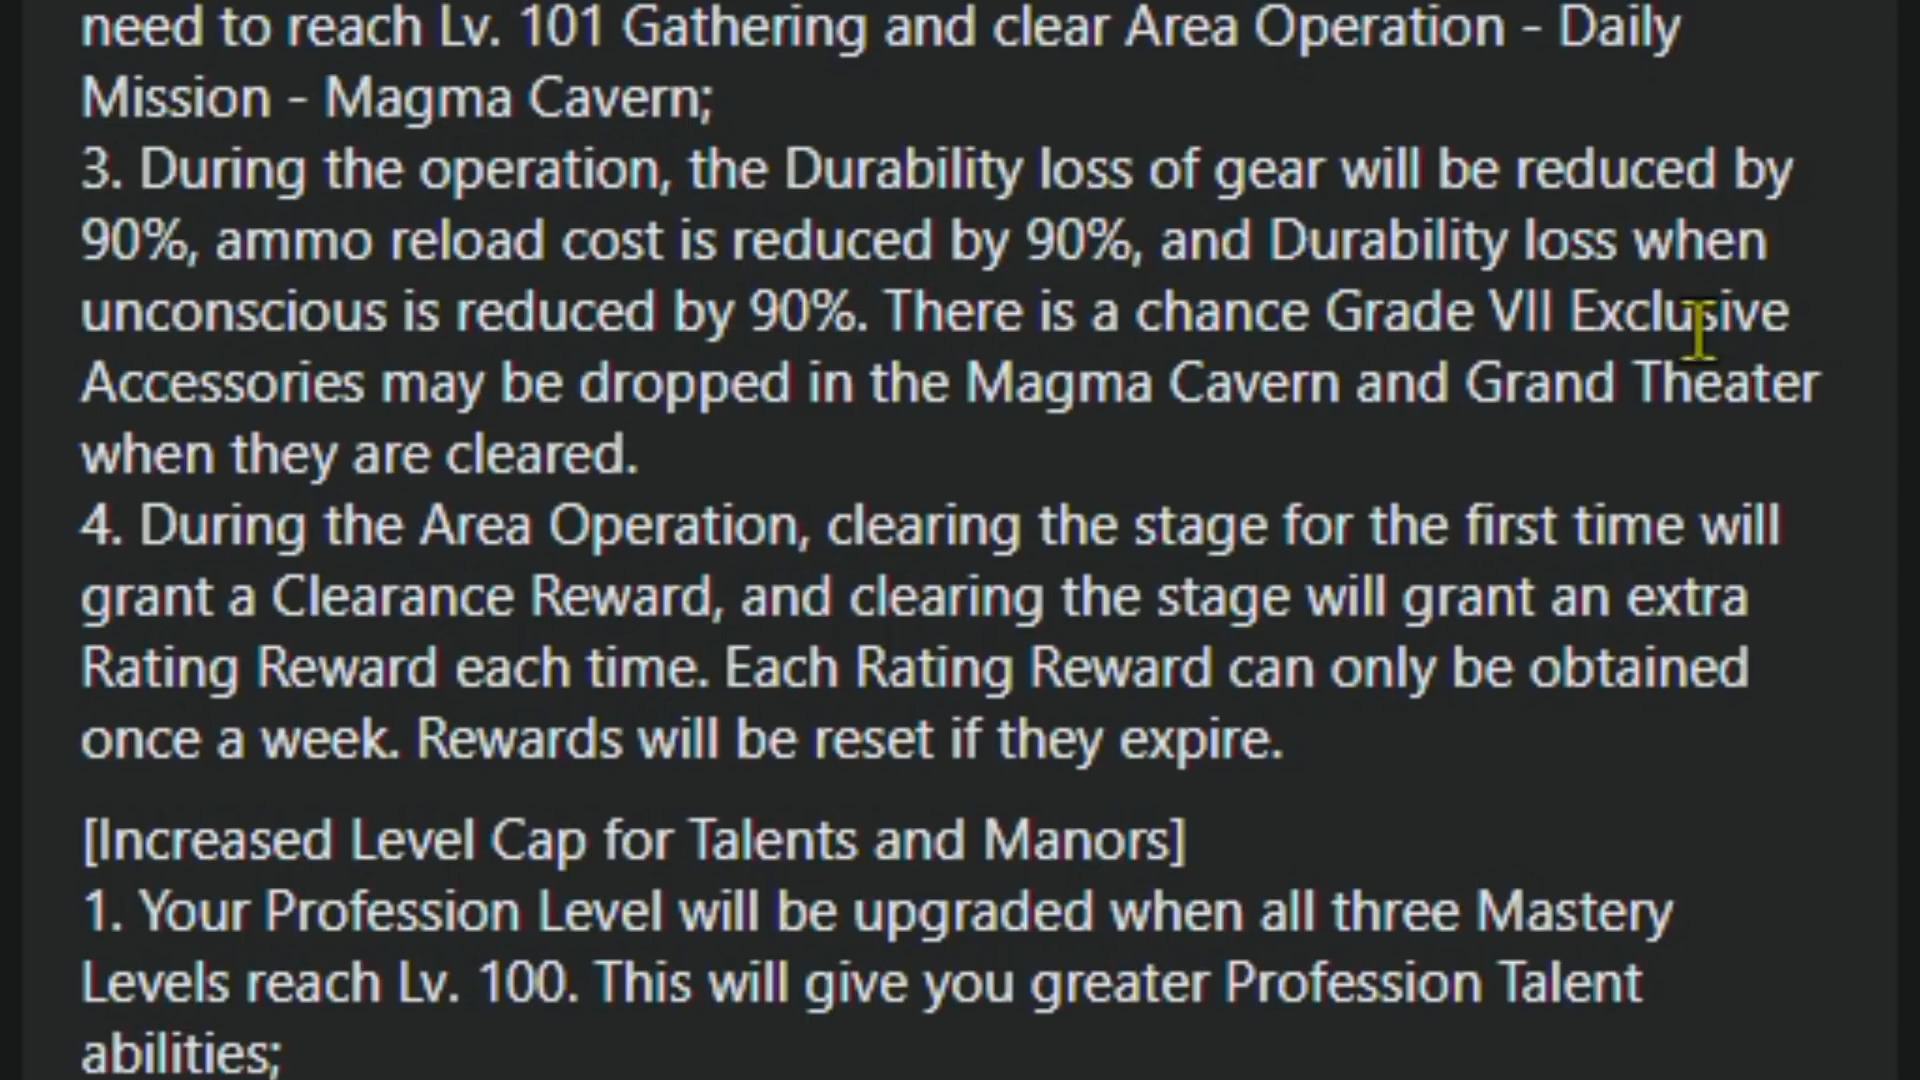 need to reach Lv. 101 Gathering and clear Area Operation - Daily
Mission - Magma Cavern;
3. During the operation, the Durability loss of gear will be reduced by
90%, ammo reload cost is reduced by 90%, and Durability loss when
unconscious is reduced by 90%. There is a chance Grade VII Exclusive
Accessories may be dropped in the Magma Cavern and Grand Theater
when they are cleared.
4. During the Area Operation, clearing the stage for the first time will
grant a Clearance Reward, and clearing the stage will grant an extra
Rating Reward each time. Each Rating Reward can only be obtained
once a week. Rewards will be reset if they expire.
[Increased Level Cap for Talents and Manors]
1. Your Profession Level will be upgraded when all three Mastery
Levels reach Lv. 100. This will give you greater Profession Talent
abilities;